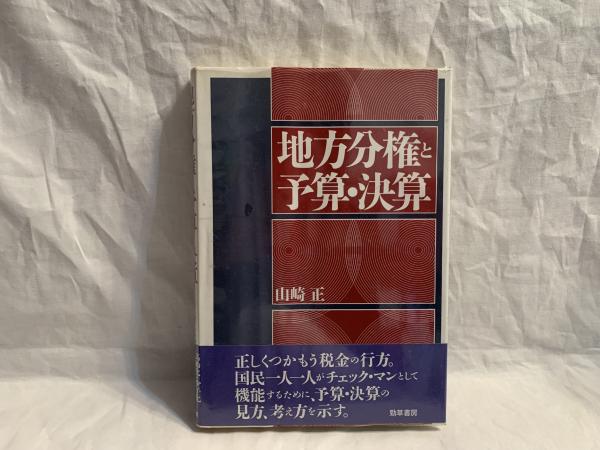 地方分権と
予算・決算
山崎 正
正しくつかもう税金の行方。
国民一人一人がチェック・マンとして
機能するために、予算・決算の
見方、考え方を示す。
勁草書房